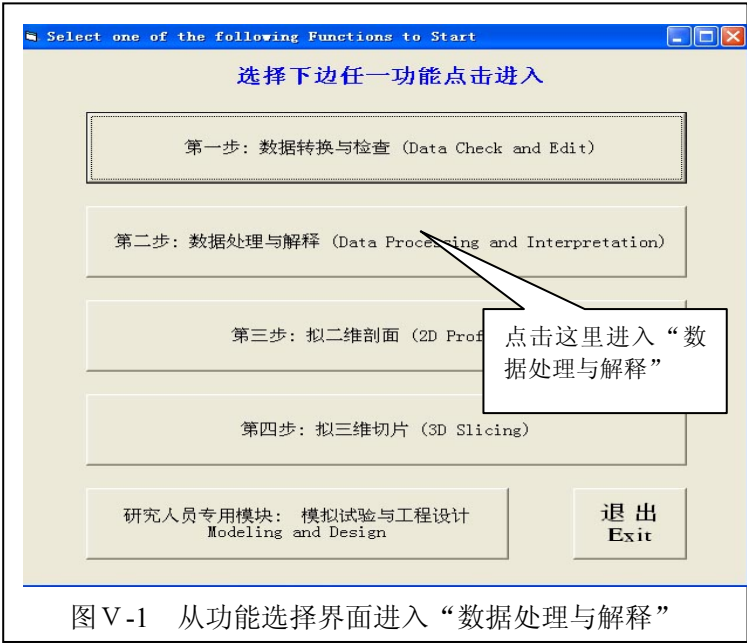 Select one of the following Functions to Start
选择下边任一功能点击进入
第一步: 数据转换与检查 (Data Check and Edit)
第二步: 数据处理与解释 (Data Processing and Interpretation)
第三步: 拟二维剖面 (2D Prof
点击这里进入“数
据处理与解释”
第四步: 拟三维切片 (3D Slicing)
研究人员专用模块: 模拟试验与工程设计
Modeling and Design
退 出
Exit
图Ⅴ-1 从功能选择界面进入“数据处理与解释”